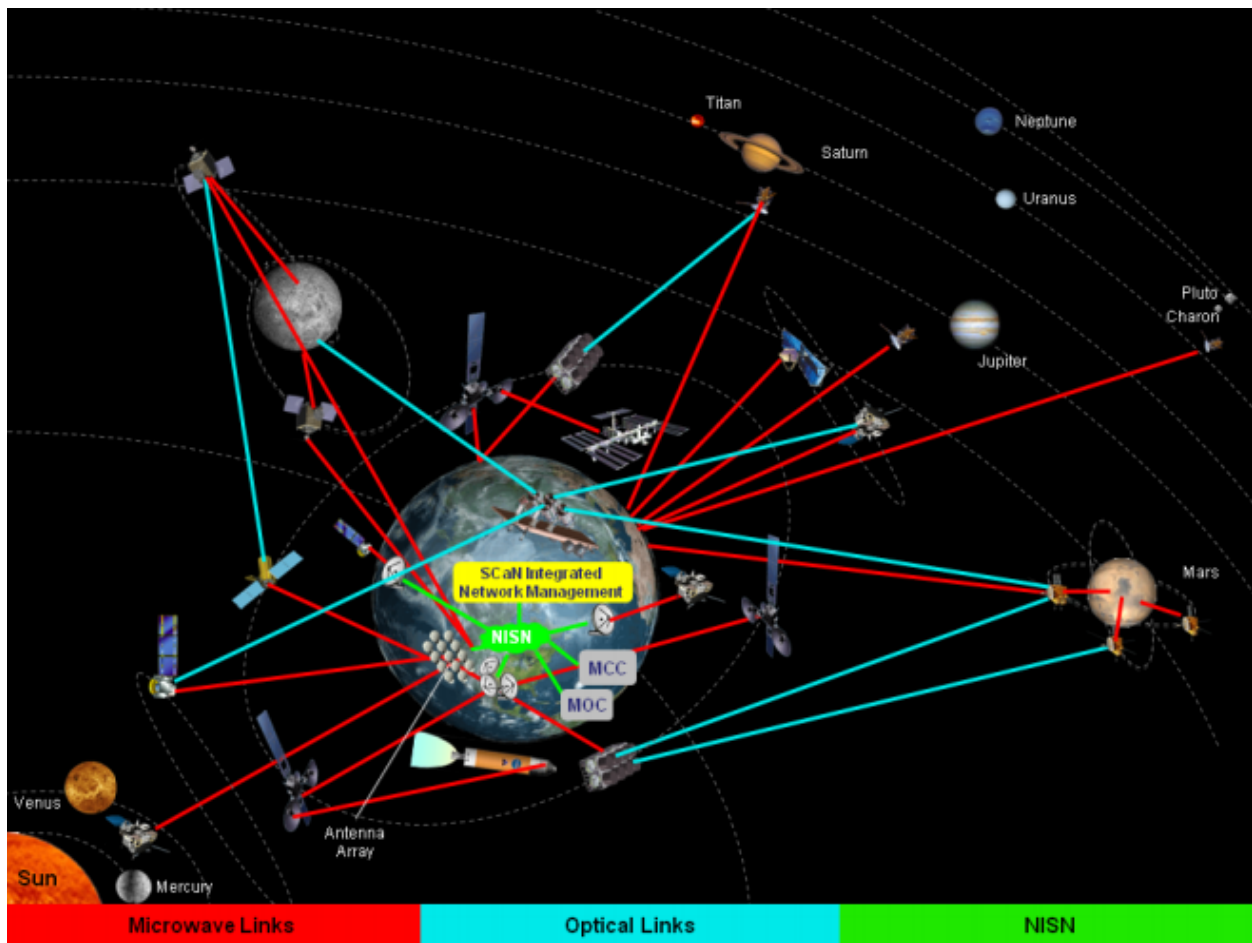 Titan
Neptune
Saturn
Uranus
Pluto
Charon
Jupiter
Mars
SCaN Integrated
Network Management
NISN
MCC
MOC
Venus
Antenna
Array
Sun
Mercury
Microwave Links
Optical Links
NISN